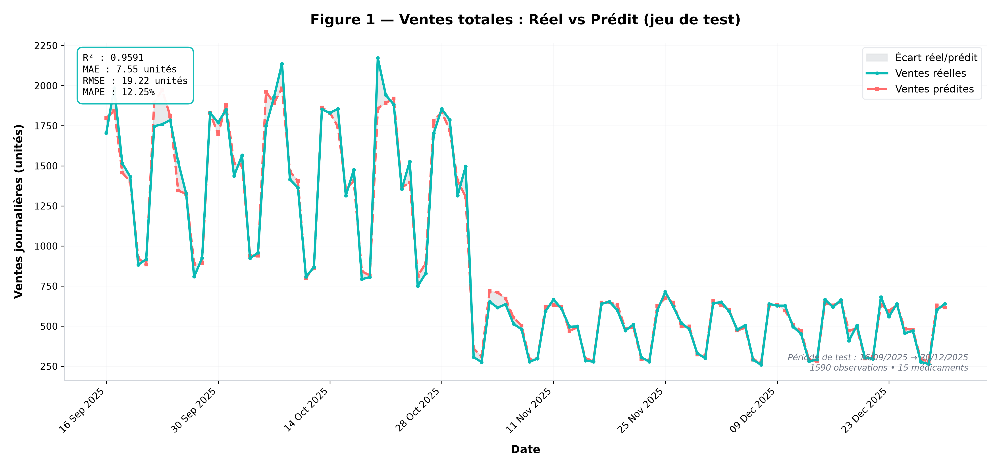 Figure 1 — Ventes totales : Réel vs Prédit (jeu de test)
R² : 0.9591
MAE : 7.55 unités
RMSE : 19.22 unités
MAPE : 12.25%
Écart réel/prédit
Ventes réelles
Ventes prédites
Ventes journalières (unités)
2250
2000
1750
1500
1250
1000
750
500
250
Période de test : 16/09/2025 → 30/12/2025
1590 observations • 15 médicaments
16 Sep 2025
30 Sep 2025
14 Oct 2025
28 Oct 2025
11 Nov 2025
25 Nov 2025
09 Dec 2025
23 Dec 2025
Date